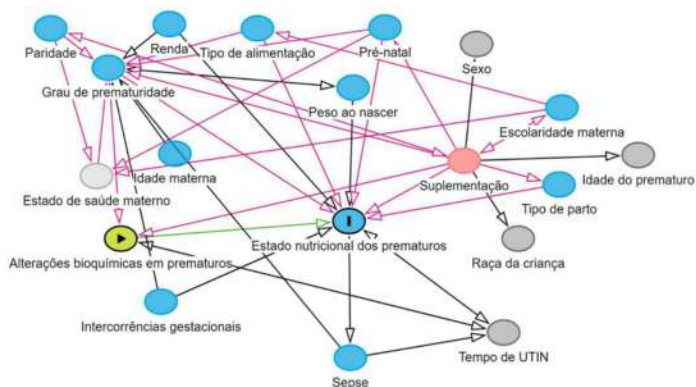 Paridade
Renda
Tipo de alimentação
Pré-natal
Sexo
Grau de prematuridade
Peso ao nascer
Escolaridade materna
Idade materna
Suplementação
Idade do prematuro
Estado de saúde materno
Tipo de parto
Alterações bioquímicas em prematuros
Estado nutricional dos prematuros
Raça da criança
Intercorrências gestacionais
Tempo de UTIN
Sepse